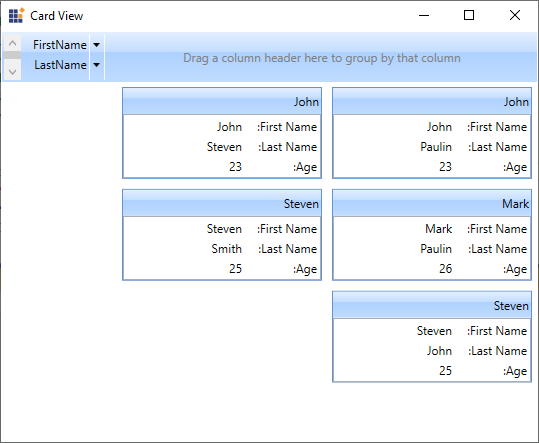 Card View
FirstName
LastName
Drag a column header here to group by that column
John
John :First Name
Steven :Last Name
23 :Age
John
John :First Name
Paulin :Last Name
23 :Age
Steven
Steven :First Name
Smith :Last Name
25 :Age
Mark
Mark :First Name
Paulin :Last Name
26 :Age
Steven
Steven :First Name
John :Last Name
25 :Age